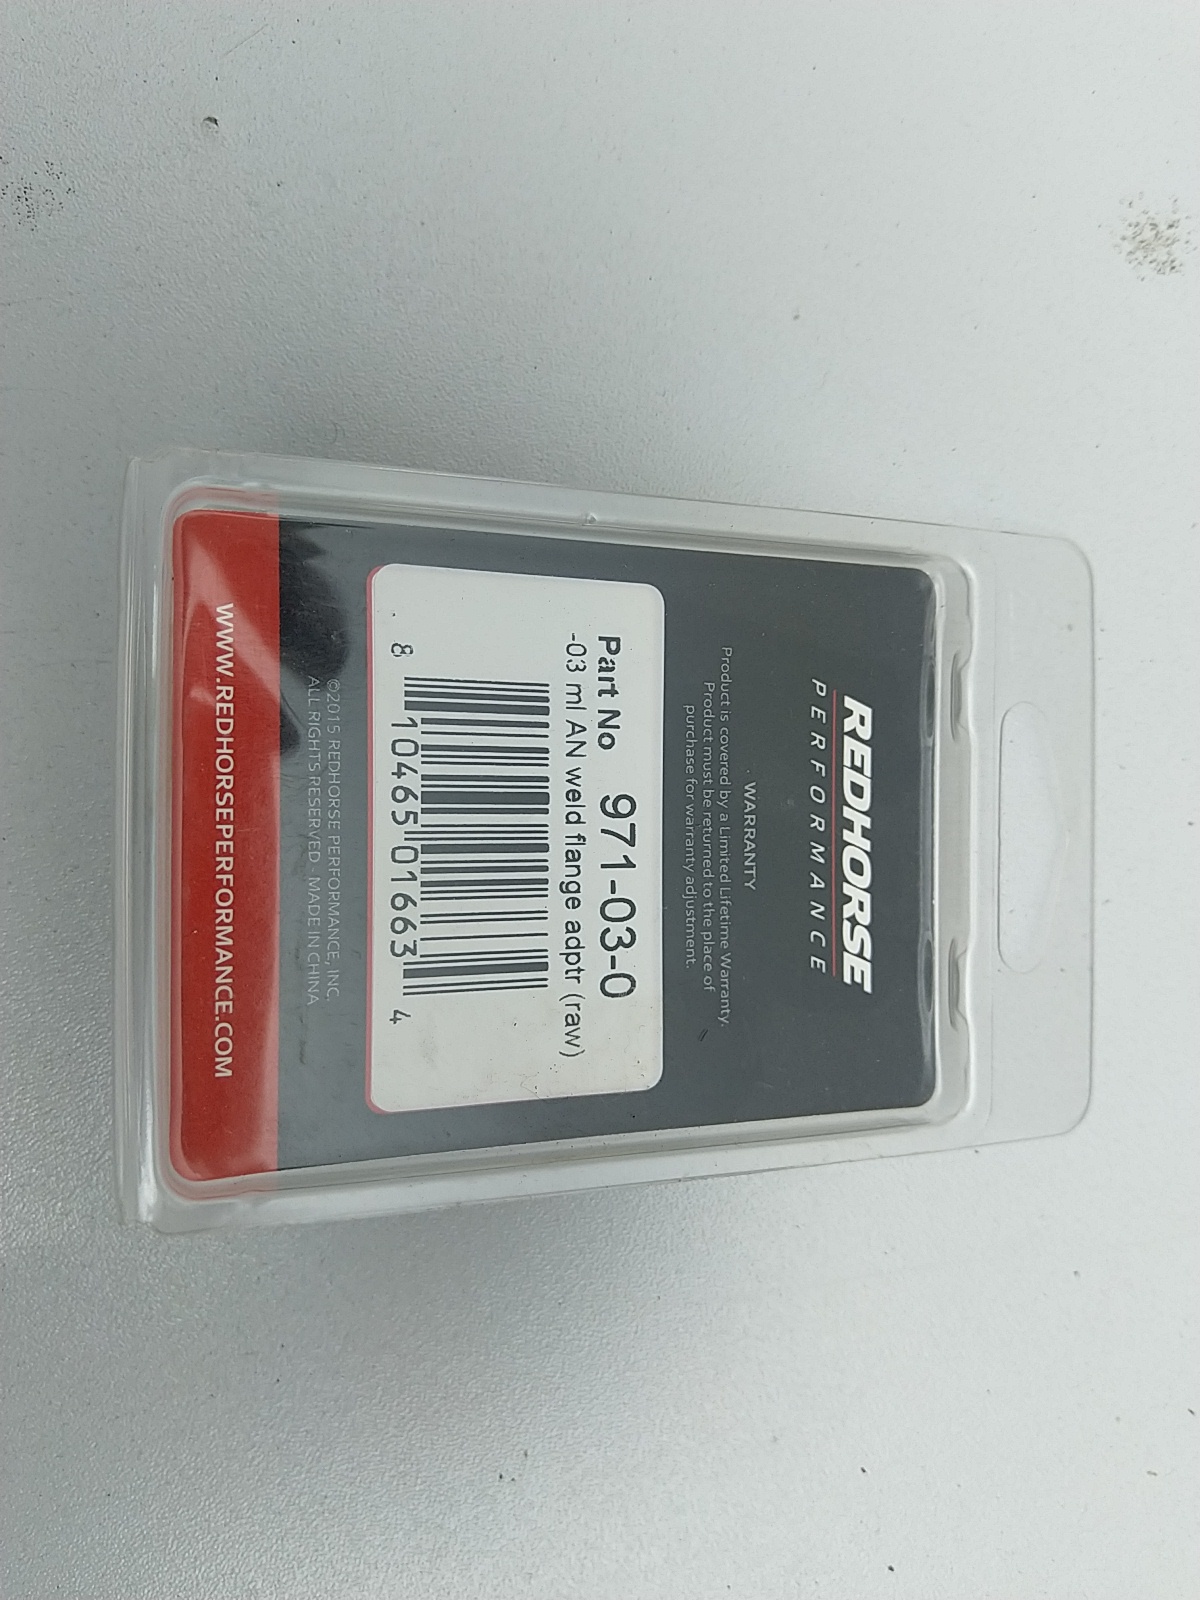 REDHORSE
PERFORMANCE
WARRANTY
Product is covered by a Limited Lifetime Warranty.
Product must be returned to the place of
purchase for warranty adjustment.
Part No 971-03-0
-03 ml AN weld flange adptr (raw)
8 10465 01663 4
©2015 REDHORSE PERFORMANCE, INC.
ALL RIGHTS RESERVED - MADE IN CHINA
WWW.REDHORSEPERFORMANCE.COM